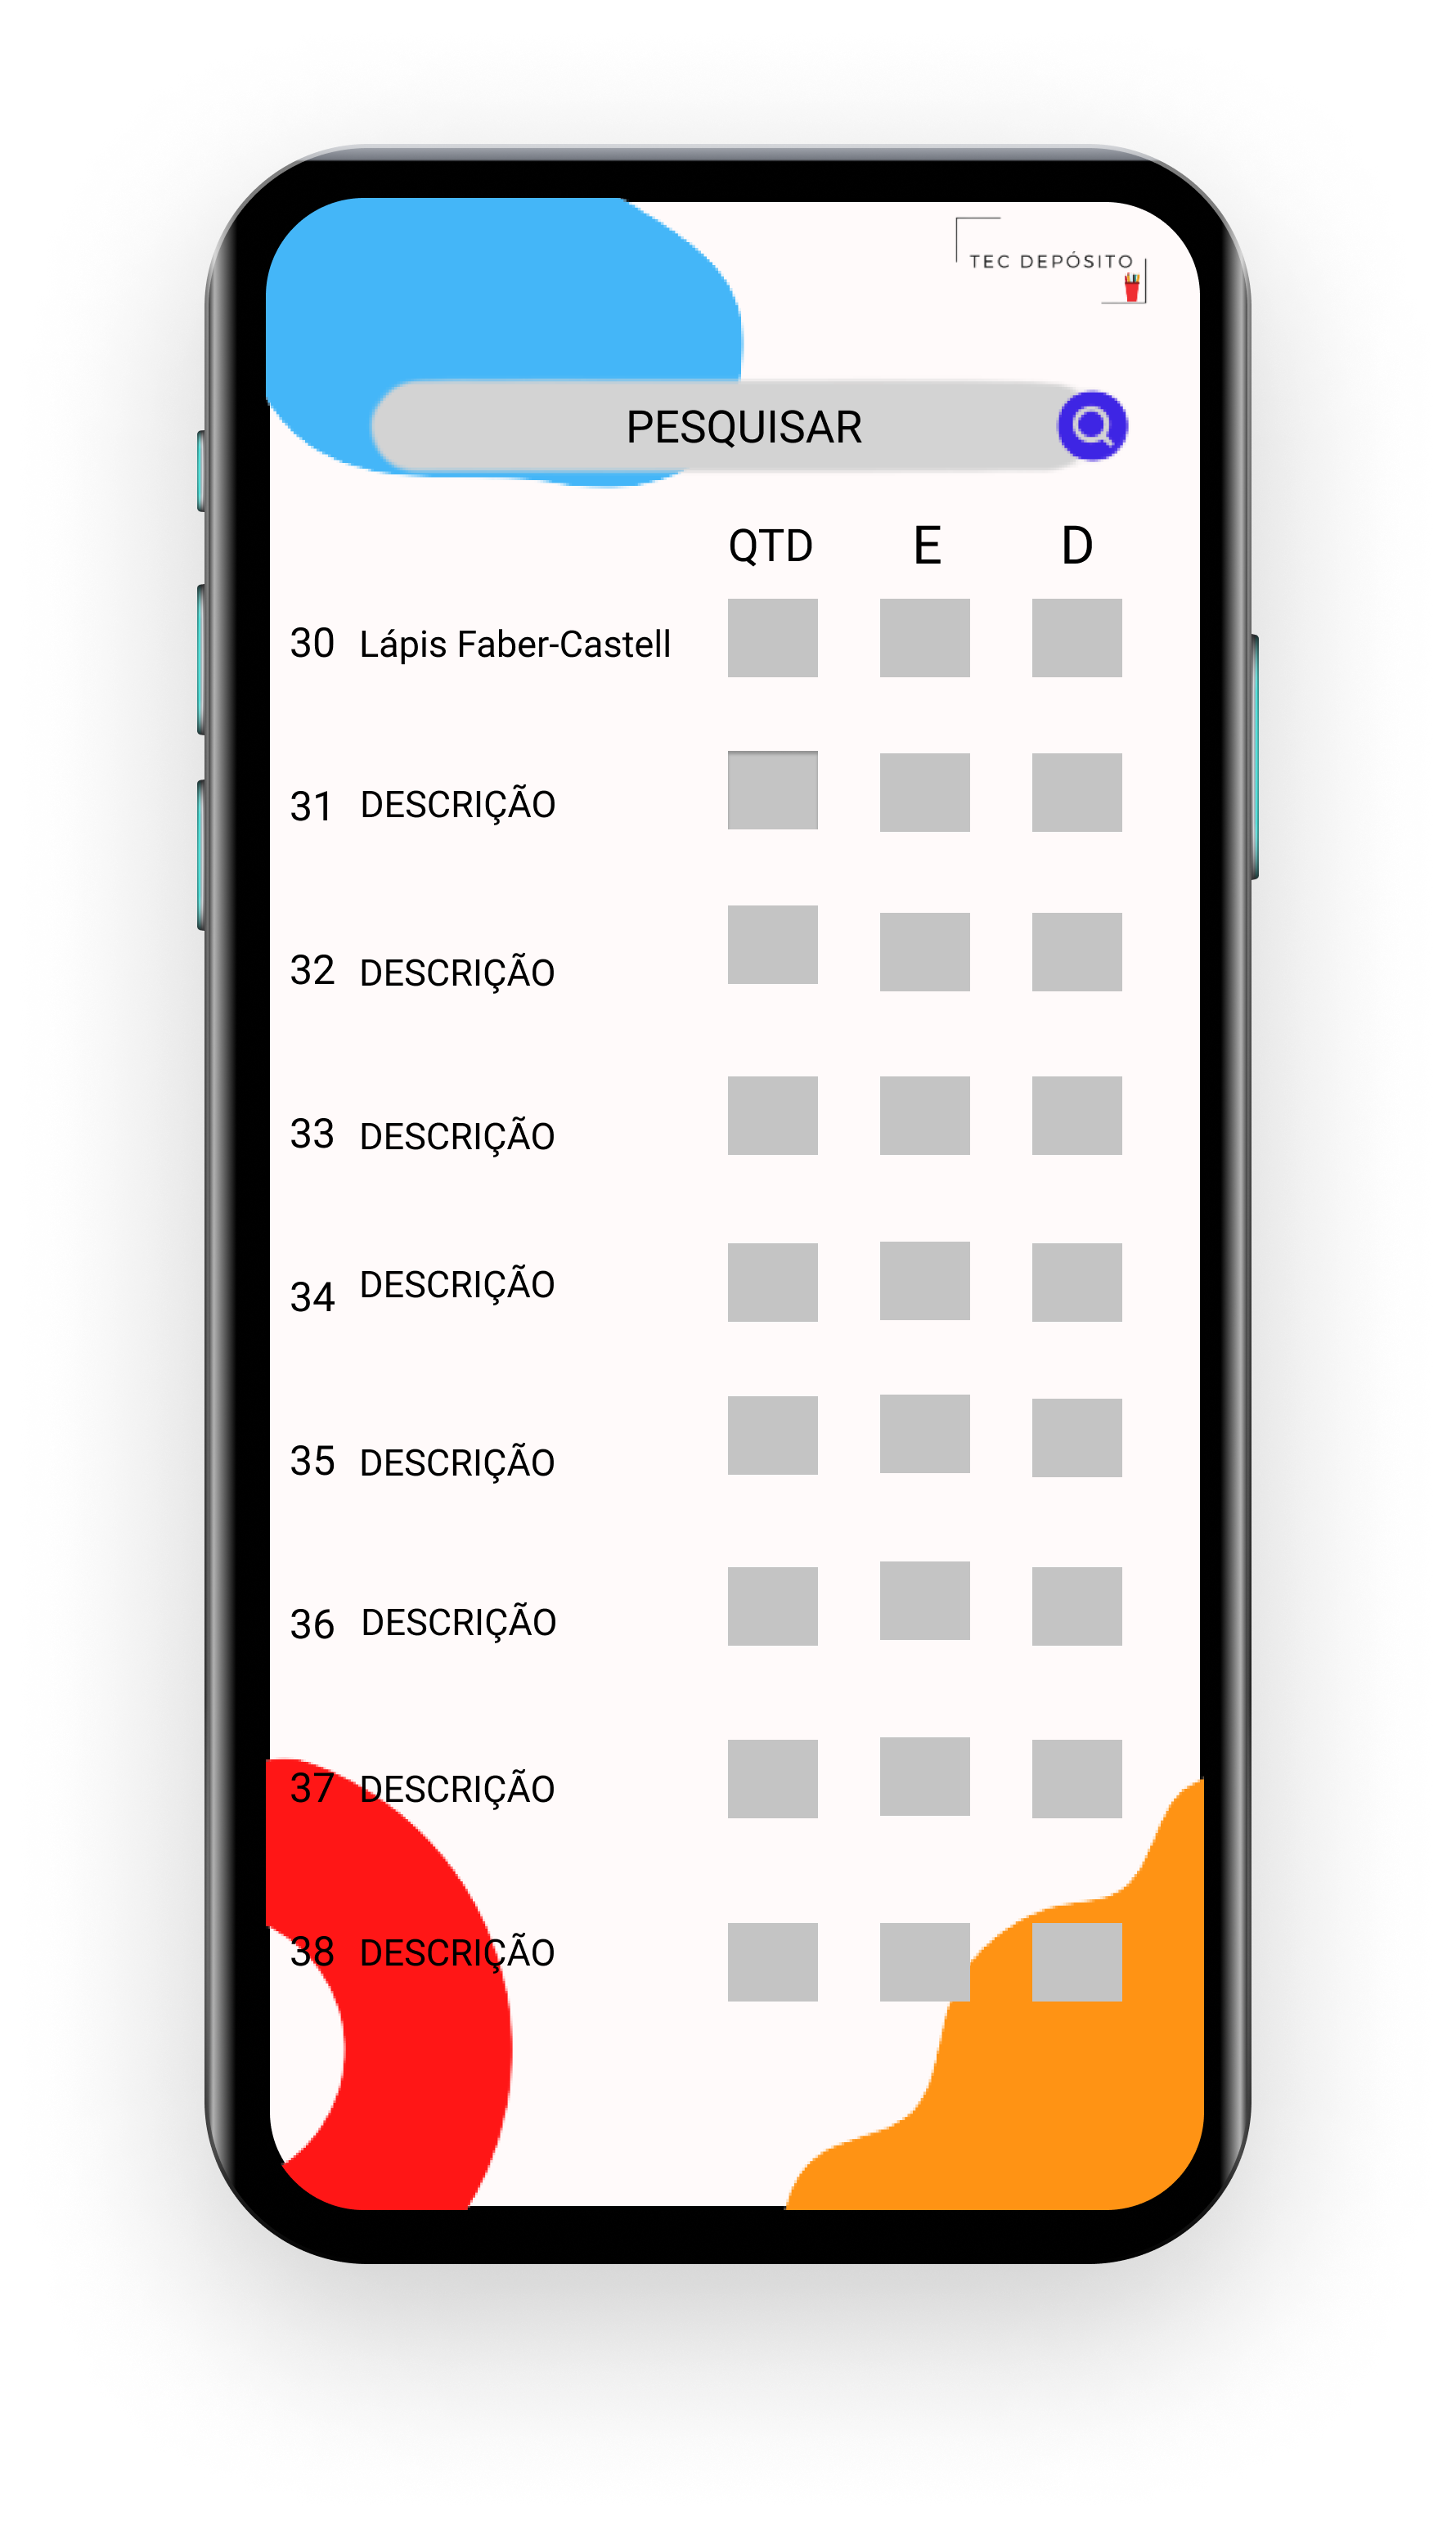 TEC DEPÓSITO
PESQUISAR
QTD E D
30 Lápis Faber-Castell
31 DESCRIÇÃO
32 DESCRIÇÃO
33 DESCRIÇÃO
34 DESCRIÇÃO
35 DESCRIÇÃO
36 DESCRIÇÃO
37 DESCRIÇÃO
38 DESCRIÇÃO